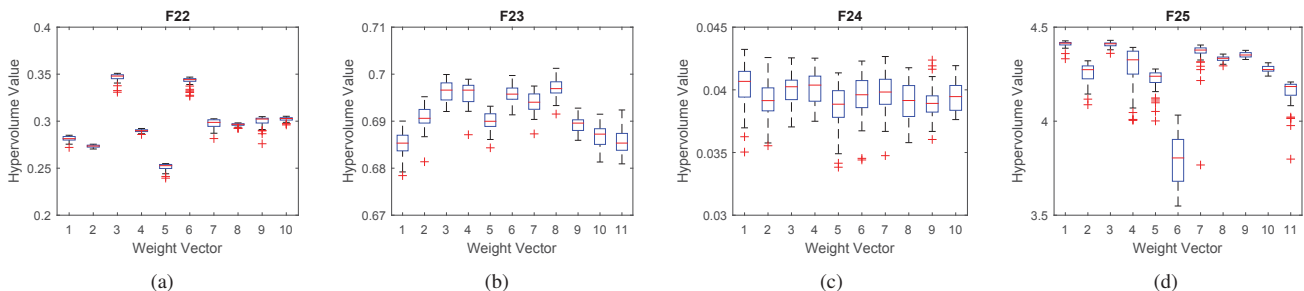 F22
0.4
0.35
0.3
0.25
0.2
Hypervolume Value
1 2 3 4 5 6 7 8 9 10
Weight Vector
(a)
F23
0.71
0.70
0.69
0.68
0.67
Hypervolume Value
1 2 3 4 5 6 7 8 9 10 11
Weight Vector
(b)
F24
0.045
0.04
0.035
0.03
Hypervolume Value
1 2 3 4 5 6 7 8 9 10
Weight Vector
(c)
F25
4.5
4
3.5
Hypervolume
1 2 3 4 5 6 7 8 9 10 11
Weight Vector
(d)